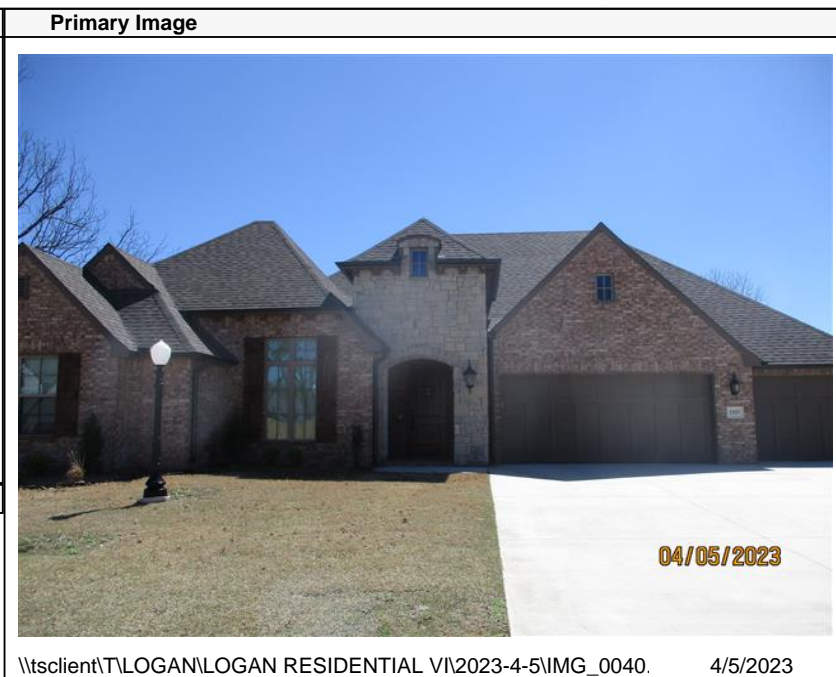 Primary Image
04/05/2023
\\tsclient\T\LOGAN\LOGAN RESIDENTIAL VI\2023-4-5\IMG_0040. 4/5/2023